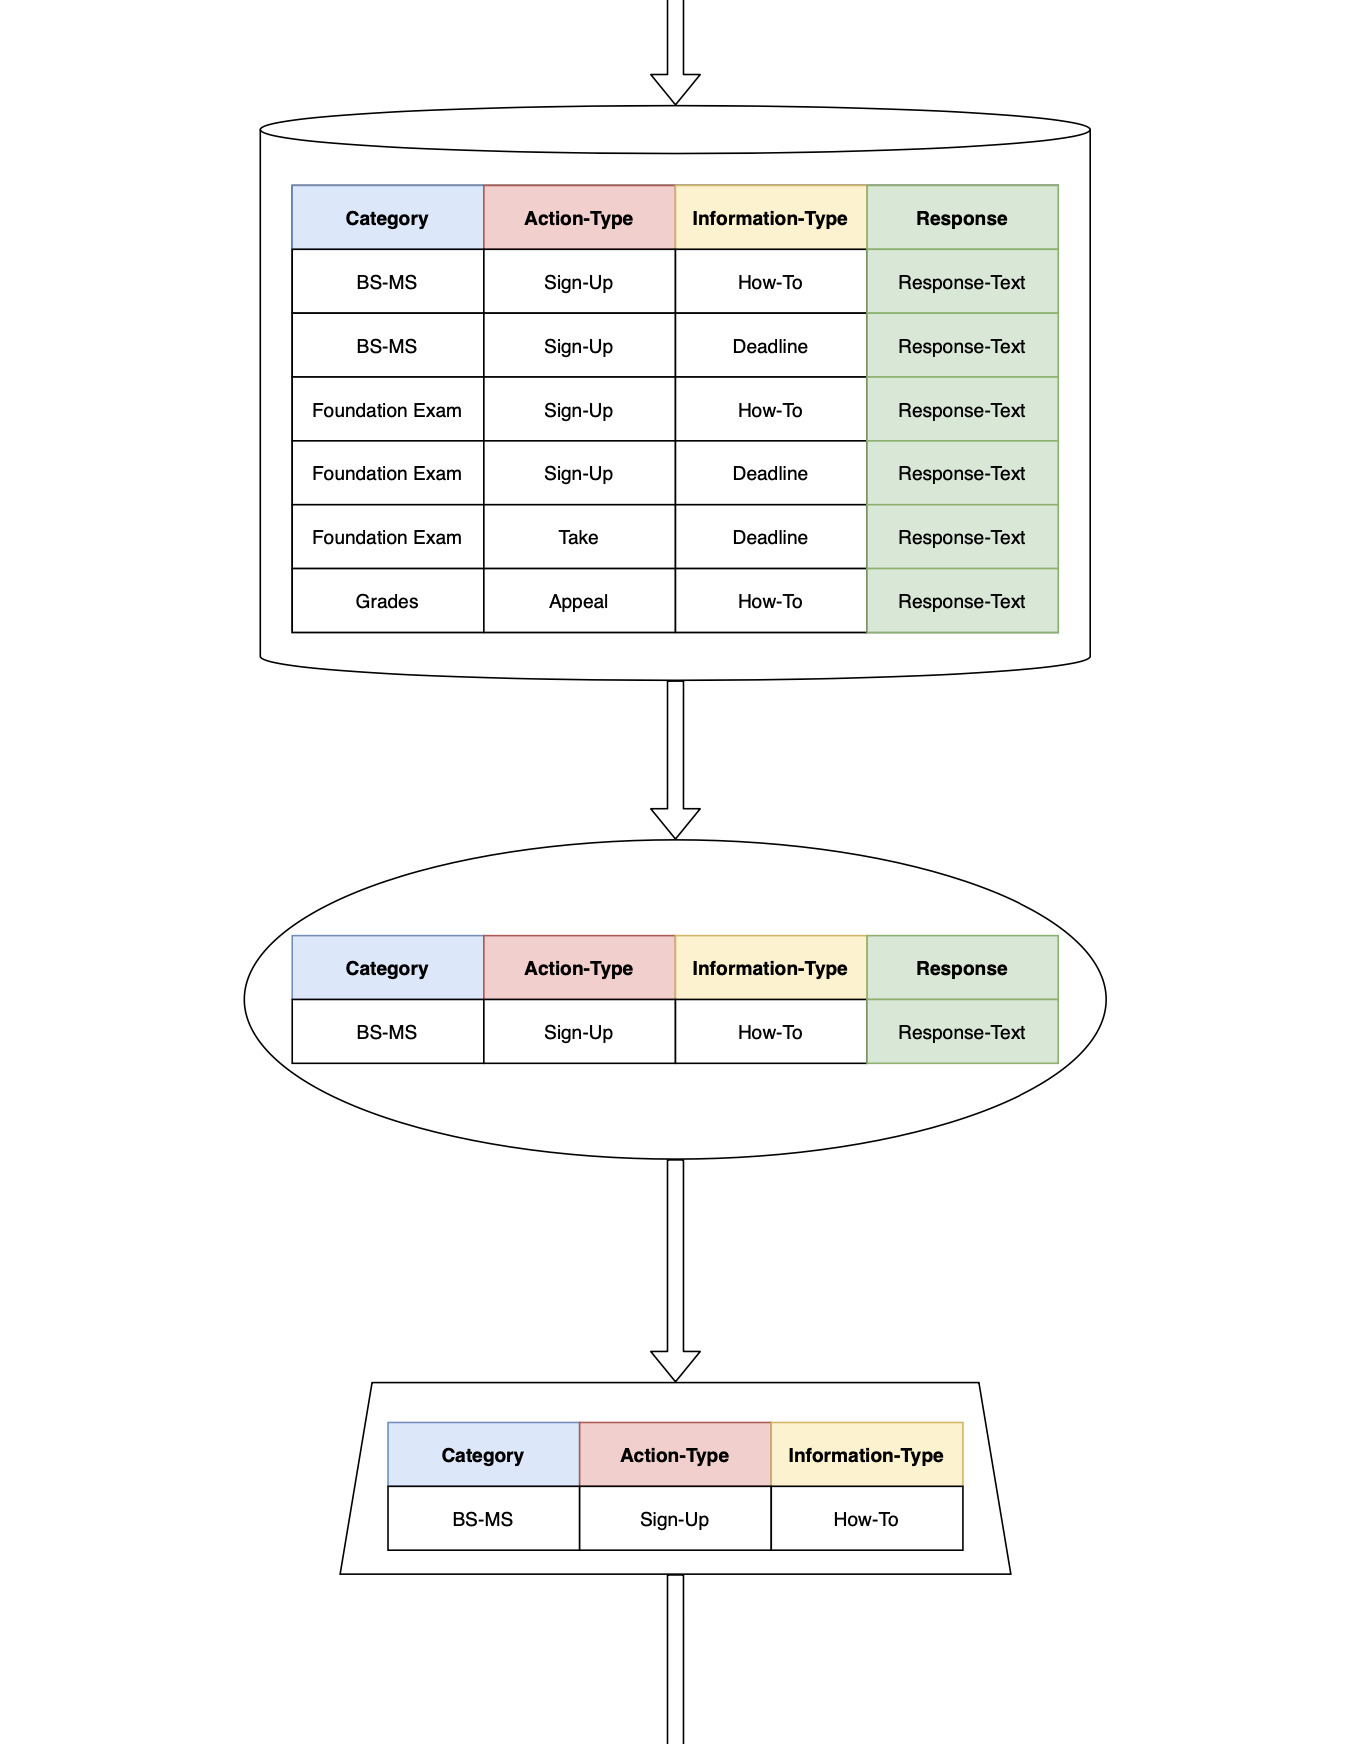 Category Action-Type Information-Type Response
BS-MS Sign-Up How-To Response-Text
BS-MS Sign-Up Deadline Response-Text
Foundation Exam Sign-Up How-To Response-Text
Foundation Exam Sign-Up Deadline Response-Text
Foundation Exam Take Deadline Response-Text
Grades Appeal How-To Response-Text
Category Action-Type Information-Type Response
BS-MS Sign-Up How-To Response-Text
Category Action-Type Information-Type
BS-MS Sign-Up How-To